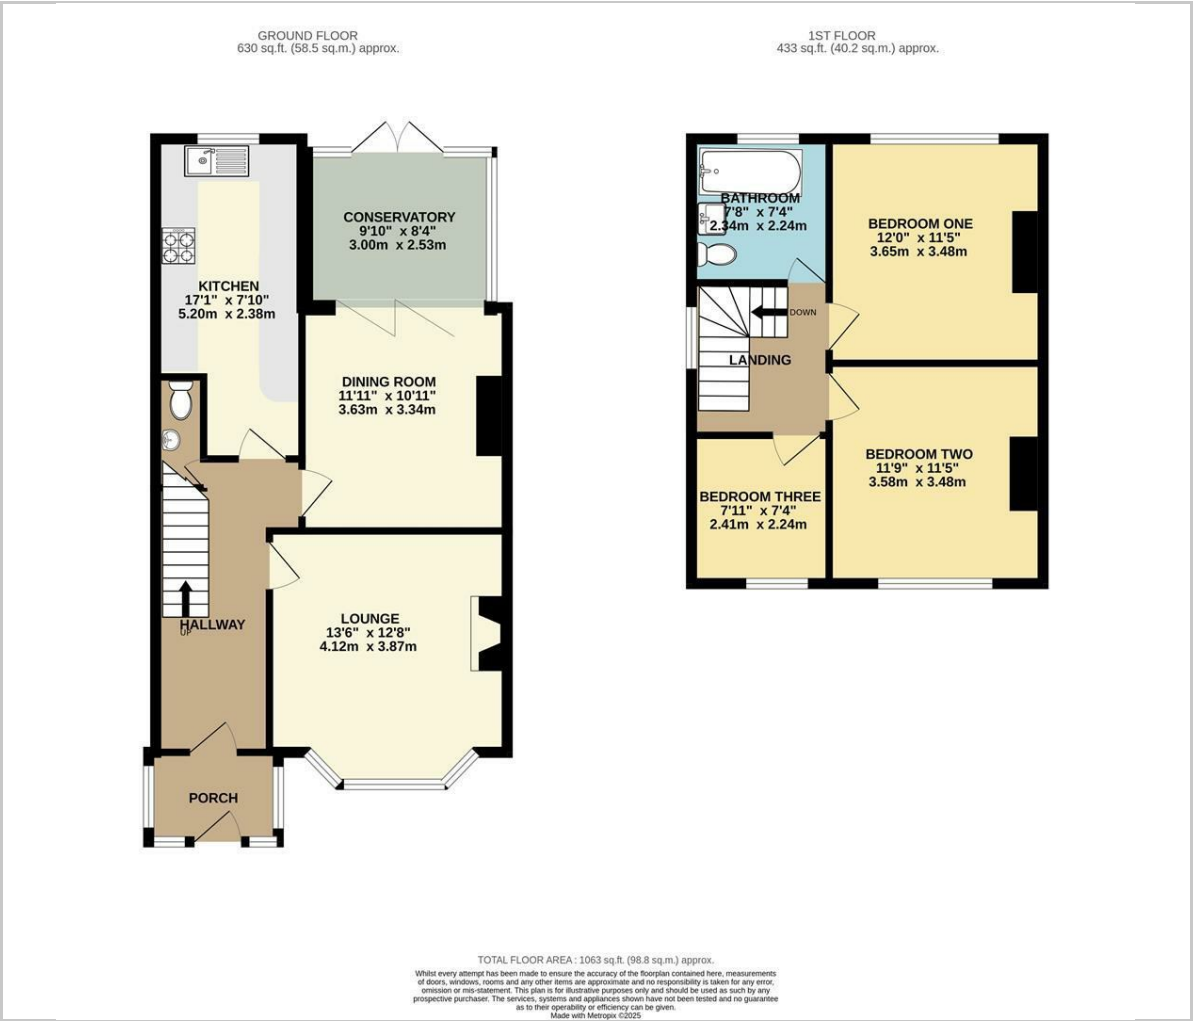 GROUND FLOOR
630 sq.ft. (58.5 sq.m.) approx.
1ST FLOOR
433 sq.ft. (40.2 sq.m.) approx.
CONSERVATORY
9'10" x 8'4"
3.00m x 2.53m
KITCHEN
17'1" x 7'10"
5.20m x 2.38m
DINING ROOM
11'11" x 10'11"
3.63m x 3.34m
LOUNGE
13'6" x 12'8"
4.12m x 3.87m
HALLWAY
UP
PORCH
BATHROOM
7'8" x 7'4"
2.34m x 2.24m
BEDROOM ONE
12'0" x 11'5"
3.65m x 3.48m
DOWN
LANDING
BEDROOM TWO
11'9" x 11'5"
3.58m x 3.48m
BEDROOM THREE
7'11" x 7'4"
2.41m x 2.24m
TOTAL FLOOR AREA : 1063 sq.ft. (98.8 sq.m.) approx.
Whilst every attempt has been made to ensure the accuracy of the floorplan contained here, measurements
of doors, windows, rooms and any other items are approximate and no responsibility is taken for any error,
omission or mis-statement. This plan is for illustrative purposes only and should be used as such by any
prospective purchaser. The services, systems and appliances shown have not been tested and no guarantee
as to their operability or efficiency can be given.
Made with Metropix ©2025